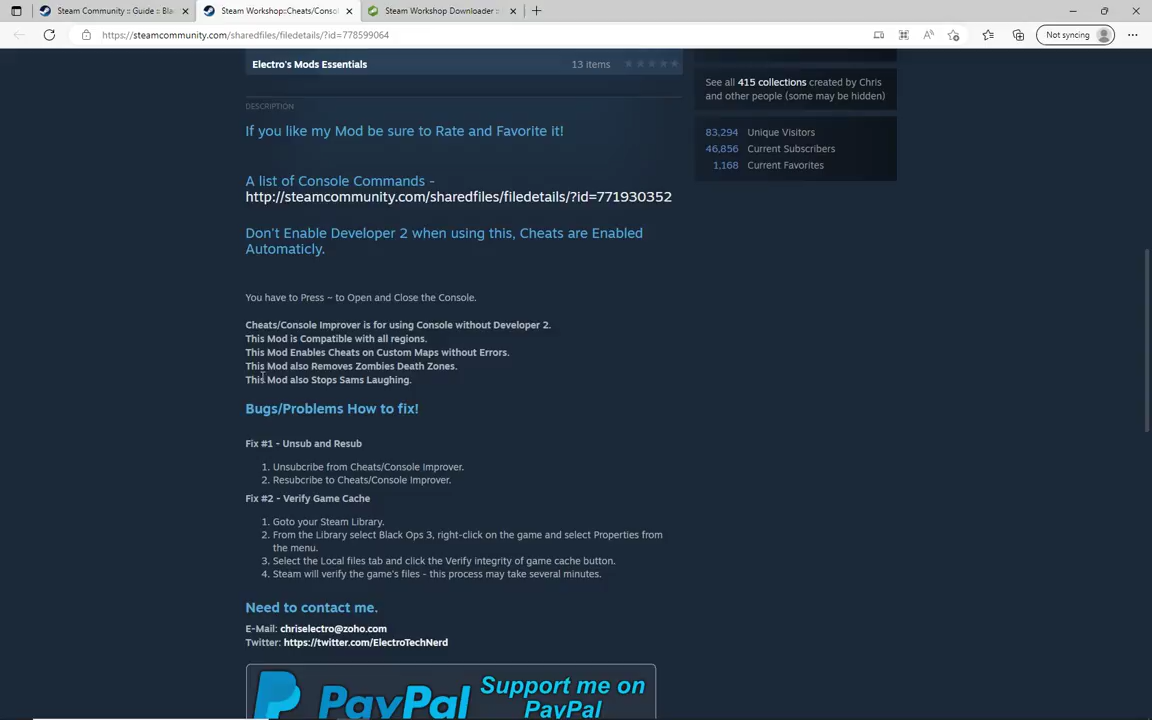 Steam Community :: Guide :: Bla
Steam Workshop::Cheats/Consol
Steam Workshop Downloader ::
https://steamcommunity.com/sharedfiles/filedetails/?id=778599064
Not syncing
Electro's Mods Essentials
13 items
See all 415 collections created by Chris
and other people (some may be hidden)
DESCRIPTION
83,294 Unique Visitors
46,856 Current Subscribers
1,168 Current Favorites
If you like my Mod be sure to Rate and Favorite it!
A list of Console Commands -
http://steamcommunity.com/sharedfiles/filedetails/?id=771930352
Don't Enable Developer 2 when using this, Cheats are Enabled
Automaticly.
You have to Press ~ to Open and Close the Console.
Cheats/Console Improver is for using Console without Developer 2.
This Mod is Compatible with all regions.
This Mod Enables Cheats on Custom Maps without Errors.
This Mod also Removes Zombies Death Zones.
This Mod also Stops Sams Laughing.
Bugs/Problems How to fix!
Fix #1 - Unsub and Resub
1. Unsubcribe from Cheats/Console Improver.
2. Resubcribe to Cheats/Console Improver.
Fix #2 - Verify Game Cache
1. Goto your Steam Library.
2. From the Library select Black Ops 3, right-click on the game and select Properties from
the menu.
3. Select the Local files tab and click the Verify integrity of game cache button.
4. Steam will verify the game's files - this process may take several minutes.
Need to contact me.
E-Mail: chriselectro@zoho.com
Twitter: https://twitter.com/ElectroTechNerd
PayPal
Support me on
PayPal